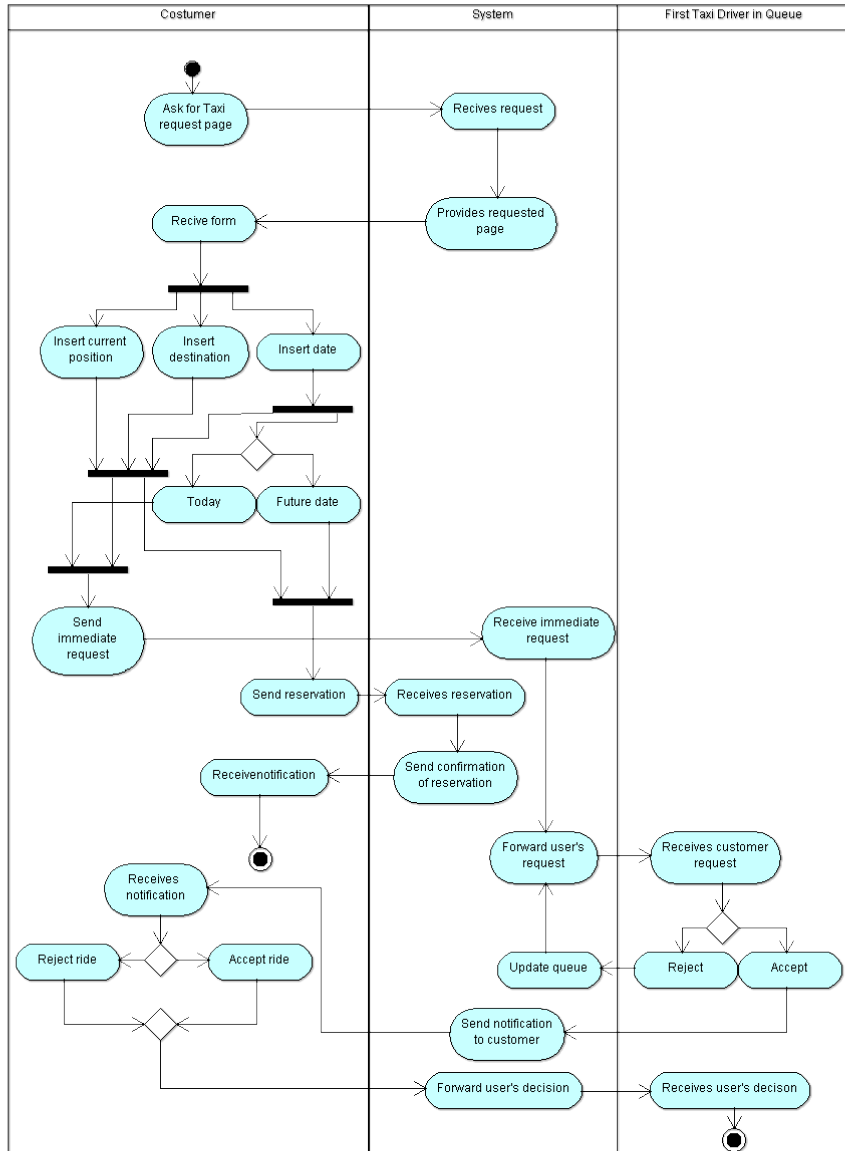 Costumer
System
First Taxi Driver in Queue
Ask for Taxi
request page
Recives request
Recive form
Provides requested
page
Insert current
position
Insert
destination
Insert date
Today
Future date
Send
immediate
request
Receive immediate
request
Send reservation
Receives reservation
Receivenotification
Send confirmation
of reservation
Forward user's
request
Receives customer
request
Receives
notification
Reject ride
Accept ride
Update queue
Reject
Accept
Send notification
to customer
Forward user's decision
Receives user's decison